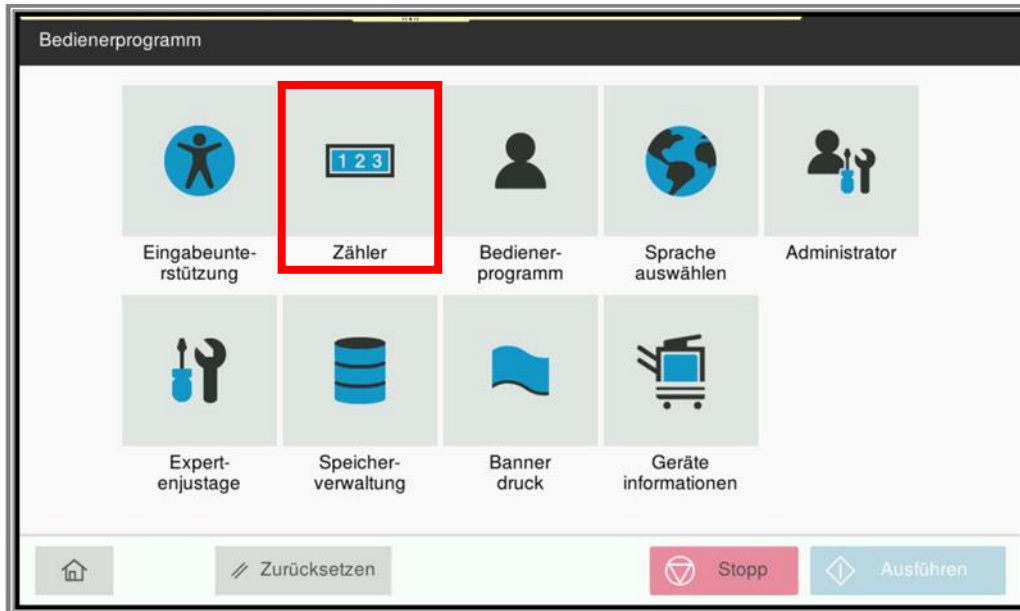 Bedienerprogramm
1 2 3
Eingabeunte-
rstützung
Zähler
Bediener-
programm
Sprache
auswählen
Administrator
Expert-
enjustage
Speicher-
verwaltung
Banner
druck
Geräte
informationen
Zurücksetzen
Stopp
Ausführen